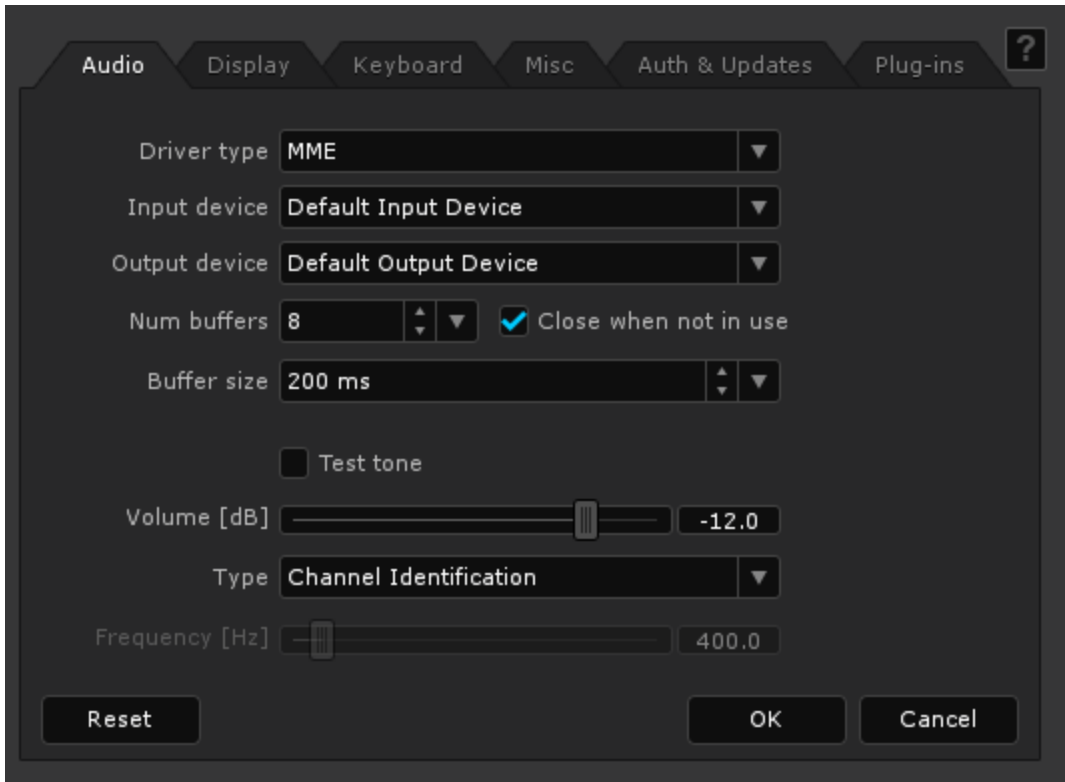 Audio Display Keyboard Misc Auth & Updates Plug-ins ?
Driver type MME
Input device Default Input Device
Output device Default Output Device
Num buffers 8 Close when not in use
Buffer size 200 ms
Test tone
Volume [dB] -12.0
Type Channel Identification
Frequency [Hz] 400.0
Reset OK Cancel